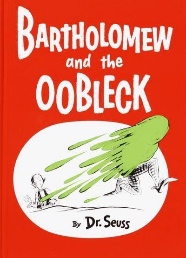 BARTHOLOMEW
and the
OOBLECK
By Dr. Seuss